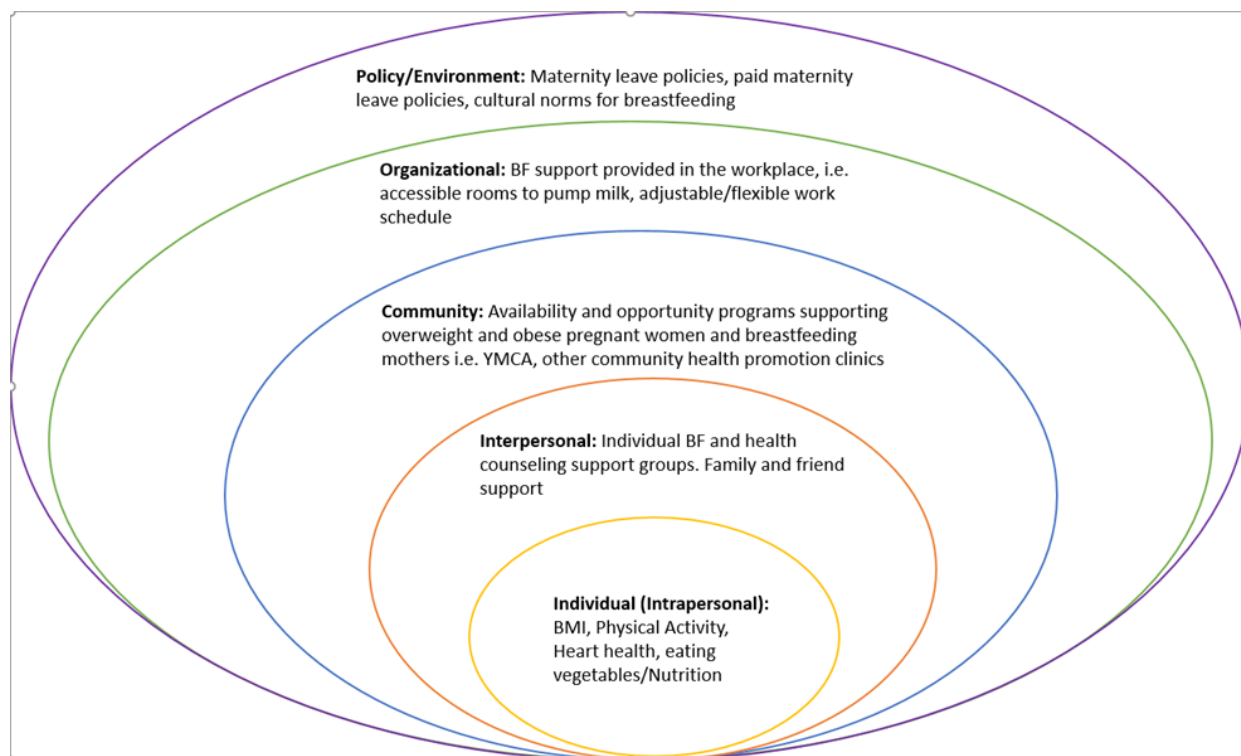 Policy/Environment: Maternity leave policies, paid maternity
leave policies, cultural norms for breastfeeding
Organizational: BF support provided in the workplace, i.e.
accessible rooms to pump milk, adjustable/flexible work
schedule
Community: Availability and opportunity programs supporting
overweight and obese pregnant women and breastfeeding
mothers i.e. YMCA, other community health promotion clinics
Interpersonal: Individual BF and health
counseling support groups. Family and friend
support
Individual (Intrapersonal):
BMI, Physical Activity,
Heart health, eating
vegetables/Nutrition